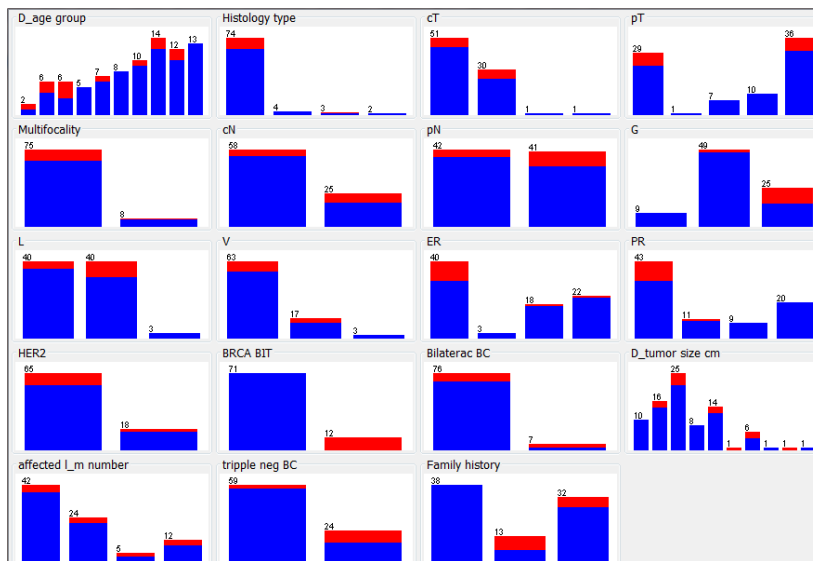 D_age group
2 6 6 5 7 8 10 14 12 13
Histology type
74 4 3 2
cT
51 30 1 1
pT
29 1 7 10 36
Multifocality
75 8
cN
58 25
pN
42 41
G
9 49 25
L
40 40 3
V
63 17 3
ER
40 3 18 22
PR
43 11 9 20
HER2
65 18
BRCA BIT
71 12
Bilaterac BC
76 7
D_tumor size cm
10 16 25 8 14 1 6 1 1 1
affected l_m number
42 24 5 12
tripple neg BC
59 24
Family history
38 13 32